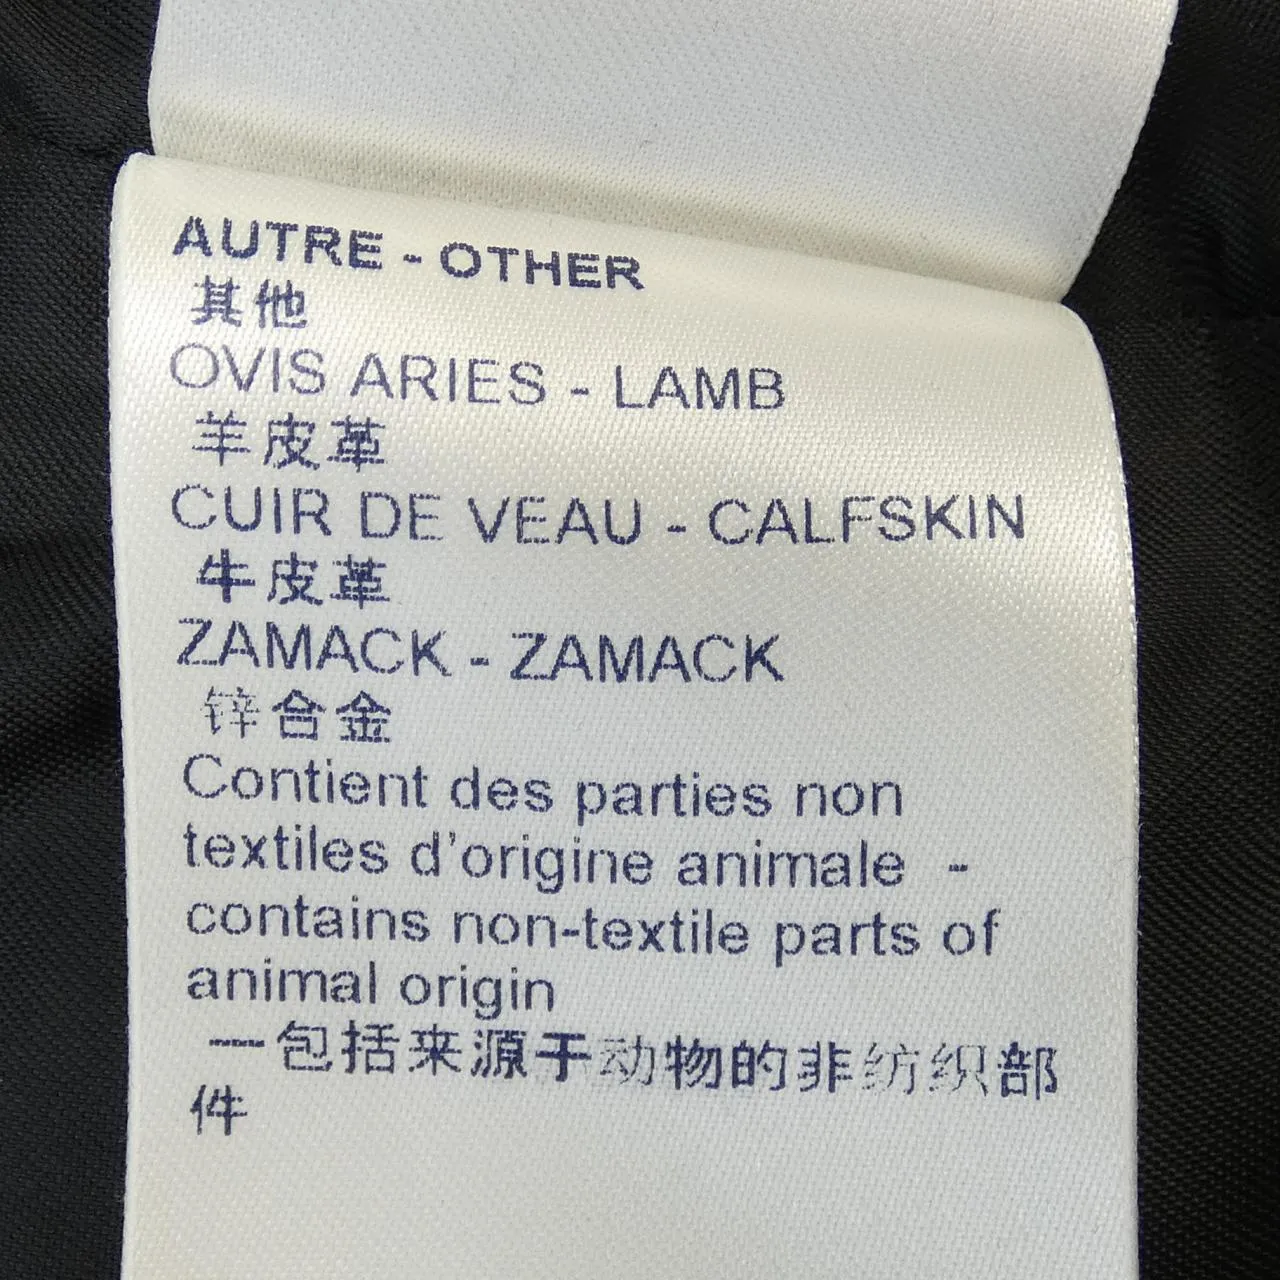 AUTRE - OTHER
其他
OVIS ARIES - LAMB
羊皮革
CUIR DE VEAU - CALFSKIN
牛皮革
ZAMACK - ZAMACK
锌合金
Contient des parties non
textiles d'origine animale -
contains non-textile parts of
animal origin
一包括来源于动物的非纺织部
件